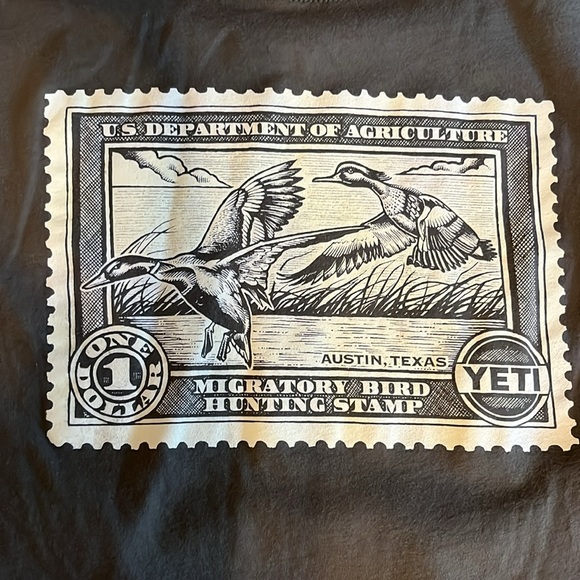 U.S. DEPARTMENT OF AGRICULTURE
AUSTIN, TEXAS
ONE
1
DOLLAR
MIGRATORY BIRD
HUNTING STAMP
YETI